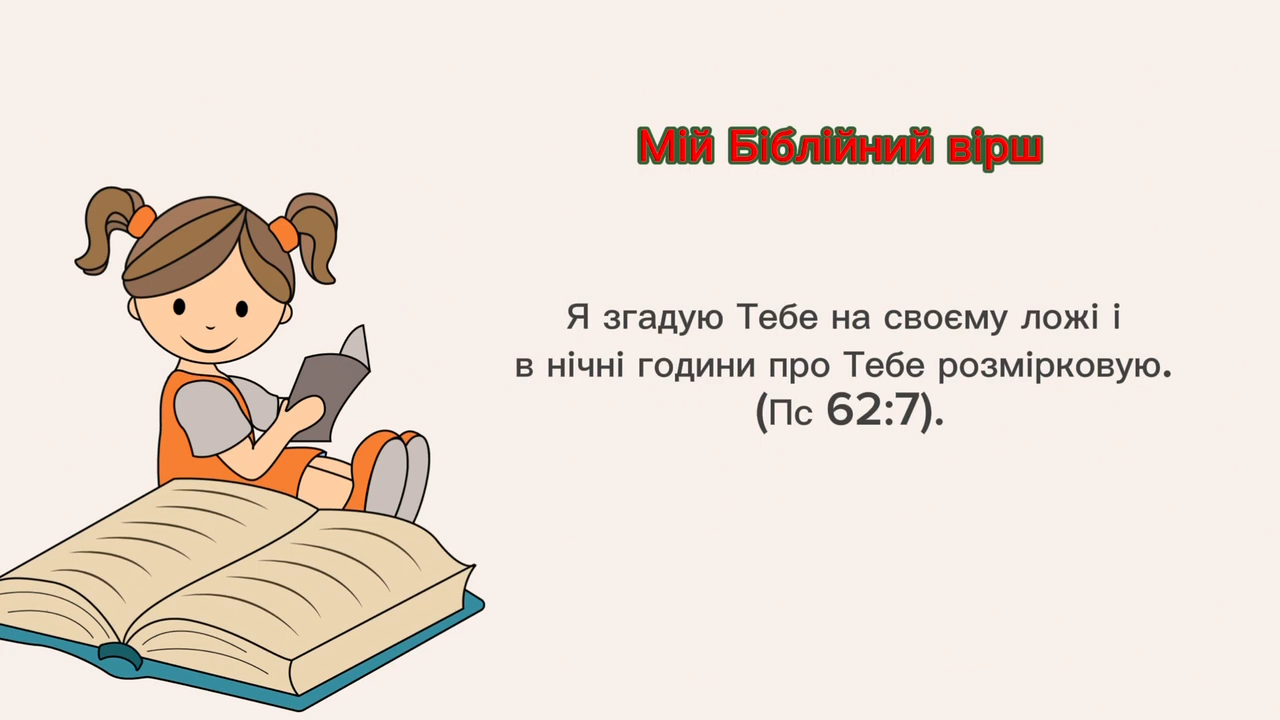 Мій Біблійний вірш
Я згадую Тебе на своєму ложі і
в нічні години про Тебе розмірковую.
(Пс 62:7).